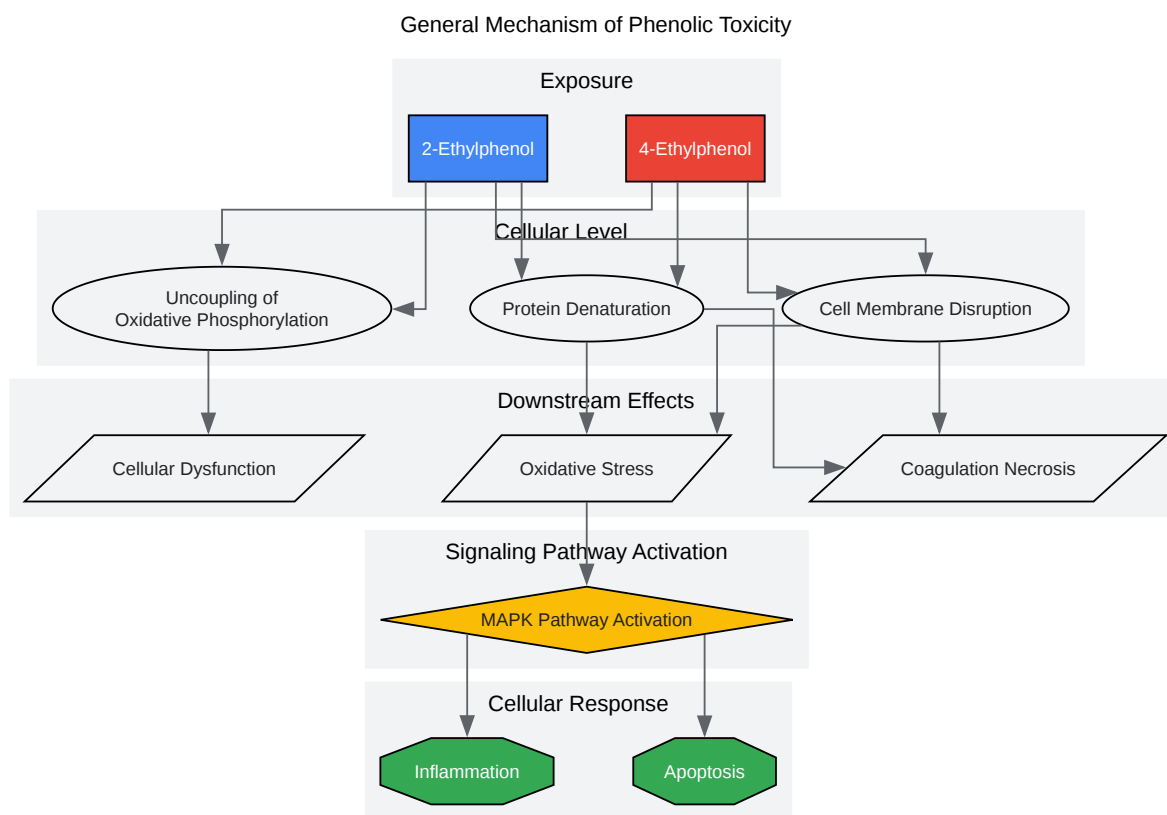 General Mechanism of Phenolic Toxicity
Exposure
2-Ethylphenol
4-Ethylphenol
Cellular Level
Uncoupling of
Oxidative Phosphorylation
Protein Denaturation
Cell Membrane Disruption
Downstream Effects
Cellular Dysfunction
Oxidative Stress
Coagulation Necrosis
Signaling Pathway Activation
MAPK Pathway Activation
Cellular Response
Inflammation
Apoptosis